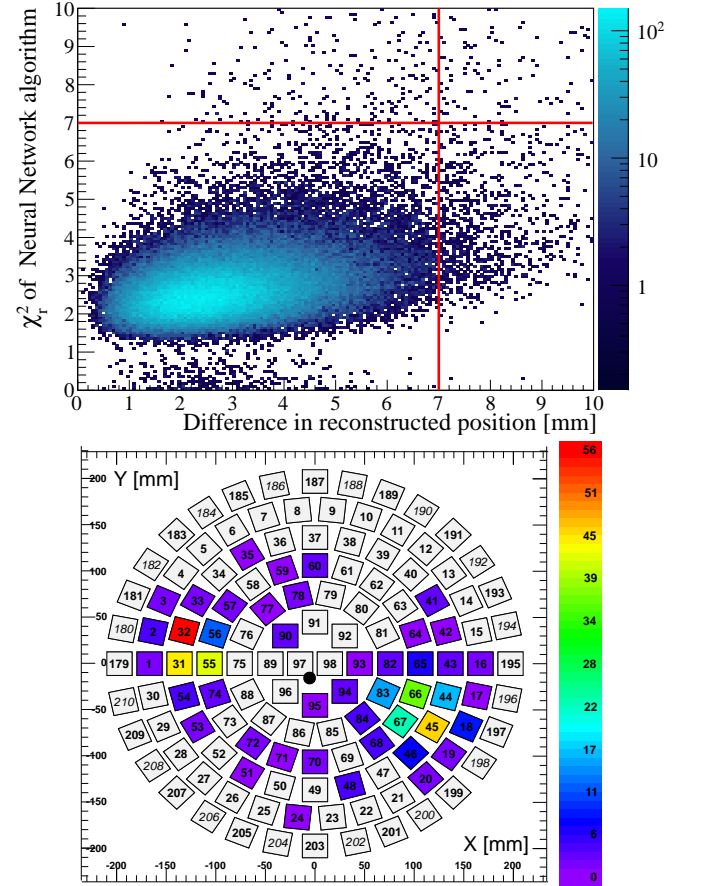 χ²r of Neural Network algorithm
10
9
8
7
6
5
4
3
2
1
0
0 1 2 3 4 5 6 7 8 9 10
Difference in reconstructed position [mm]
10²
10
1
Y [mm]
X [mm]
200
150
100
50
0
-50
-100
-150
-200
-200 -150 -100 -50 0 50 100 150 200
56
51
45
39
34
28
22
17
11
6
0
186 187 188
185 189
184 8 9 190
7 10
183 6 37 11 191
36 38
182 5 35 39 12 192
59 60 61
4 34 58 62 40 13
181 3 33 57 77 78 79 80 63 41 14 193
180 2 32 56 76 90 91 92 81 64 42 15 194
179 1 31 55 75 89 97 98 93 82 65 43 16 195
210 30 54 74 88 96 95 94 83 66 44 17 196
209 29 53 73 87 86 85 84 67 45 18 197
208 28 52 72 71 70 69 68 46 19 198
207 27 51 50 49 48 47 20 199
206 26 25 24 23 22 21 200
205 204 203 202 201